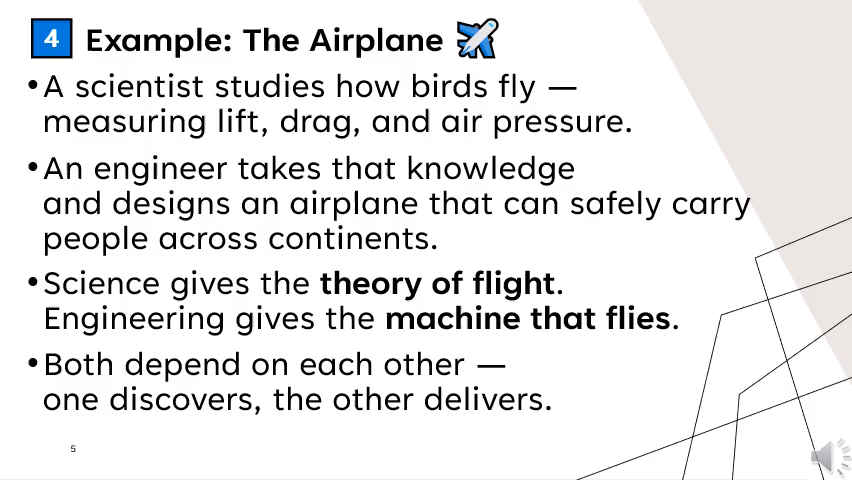 4 Example: The Airplane ✈️
•A scientist studies how birds fly —
measuring lift, drag, and air pressure.
•An engineer takes that knowledge
and designs an airplane that can safely carry
people across continents.
•Science gives the theory of flight.
Engineering gives the machine that flies.
•Both depend on each other —
one discovers, the other delivers.
5